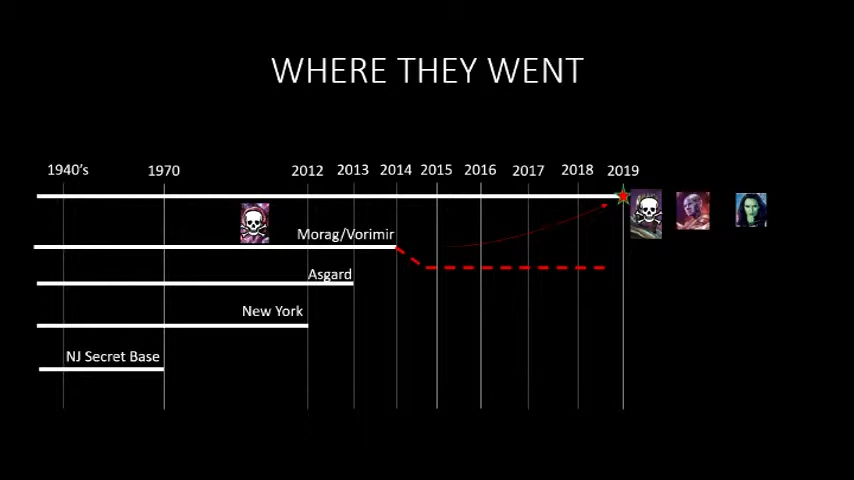 WHERE THEY WENT
1940's 1970 2012 2013 2014 2015 2016 2017 2018 2019
Morag/Vorimir
Asgard
New York
NJ Secret Base